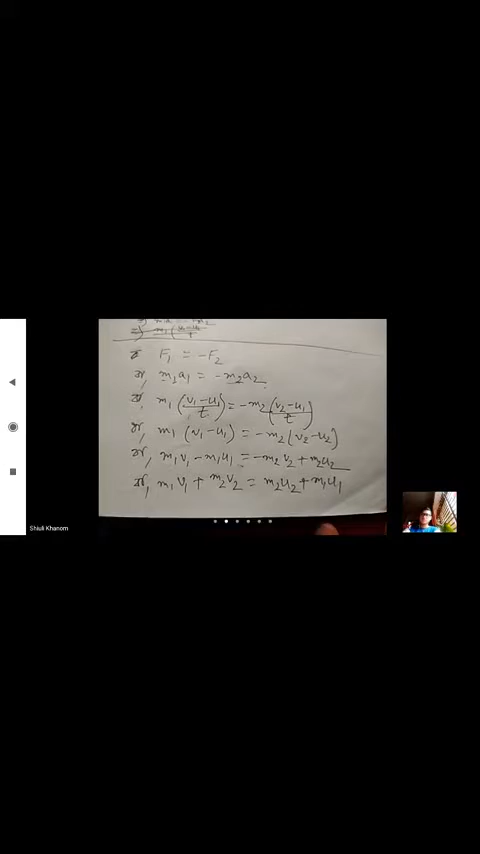 F₁ = -F₂
বা, m₁a₁ = -m₂a₂
বা, m₁(v₁-u₁/t) = -m₂(v₂-u₁/t)
বা, m₁(v₁-u₁) = -m₂(v₂-u₂)
বা, m₁v₁ - m₁u₁ = -m₂v₂ + m₂u₂
বা, m₁v₁ + m₂v₂ = m₂u₂ + m₁u₁
Shiuli Khanom